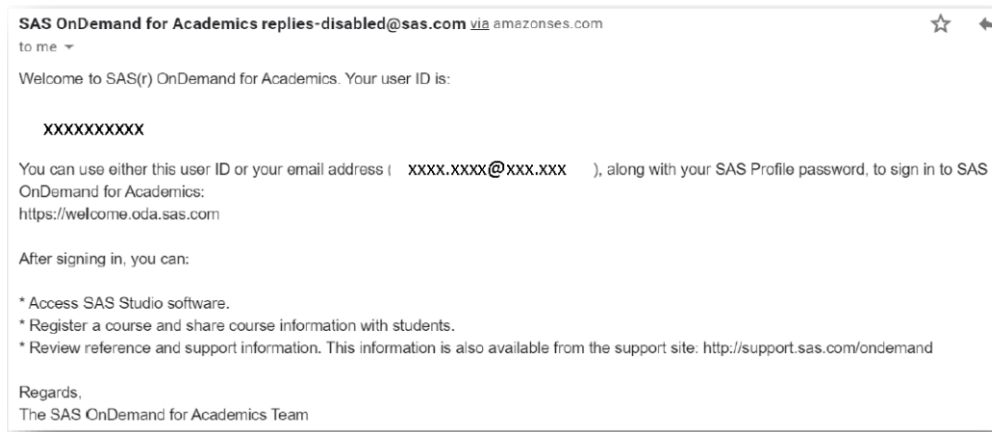 SAS OnDemand for Academics replies-disabled@sas.com via amazonses.com
to me
Welcome to SAS(r) OnDemand for Academics. Your user ID is:
XXXXXXXXXX
You can use either this user ID or your email address ( XXXX.XXXX@XXX.XXX ), along with your SAS Profile password, to sign in to SAS
OnDemand for Academics:
https://welcome.oda.sas.com
After signing in, you can:
* Access SAS Studio software.
* Register a course and share course information with students.
* Review reference and support information. This information is also available from the support site: http://support.sas.com/ondemand
Regards,
The SAS OnDemand for Academics Team